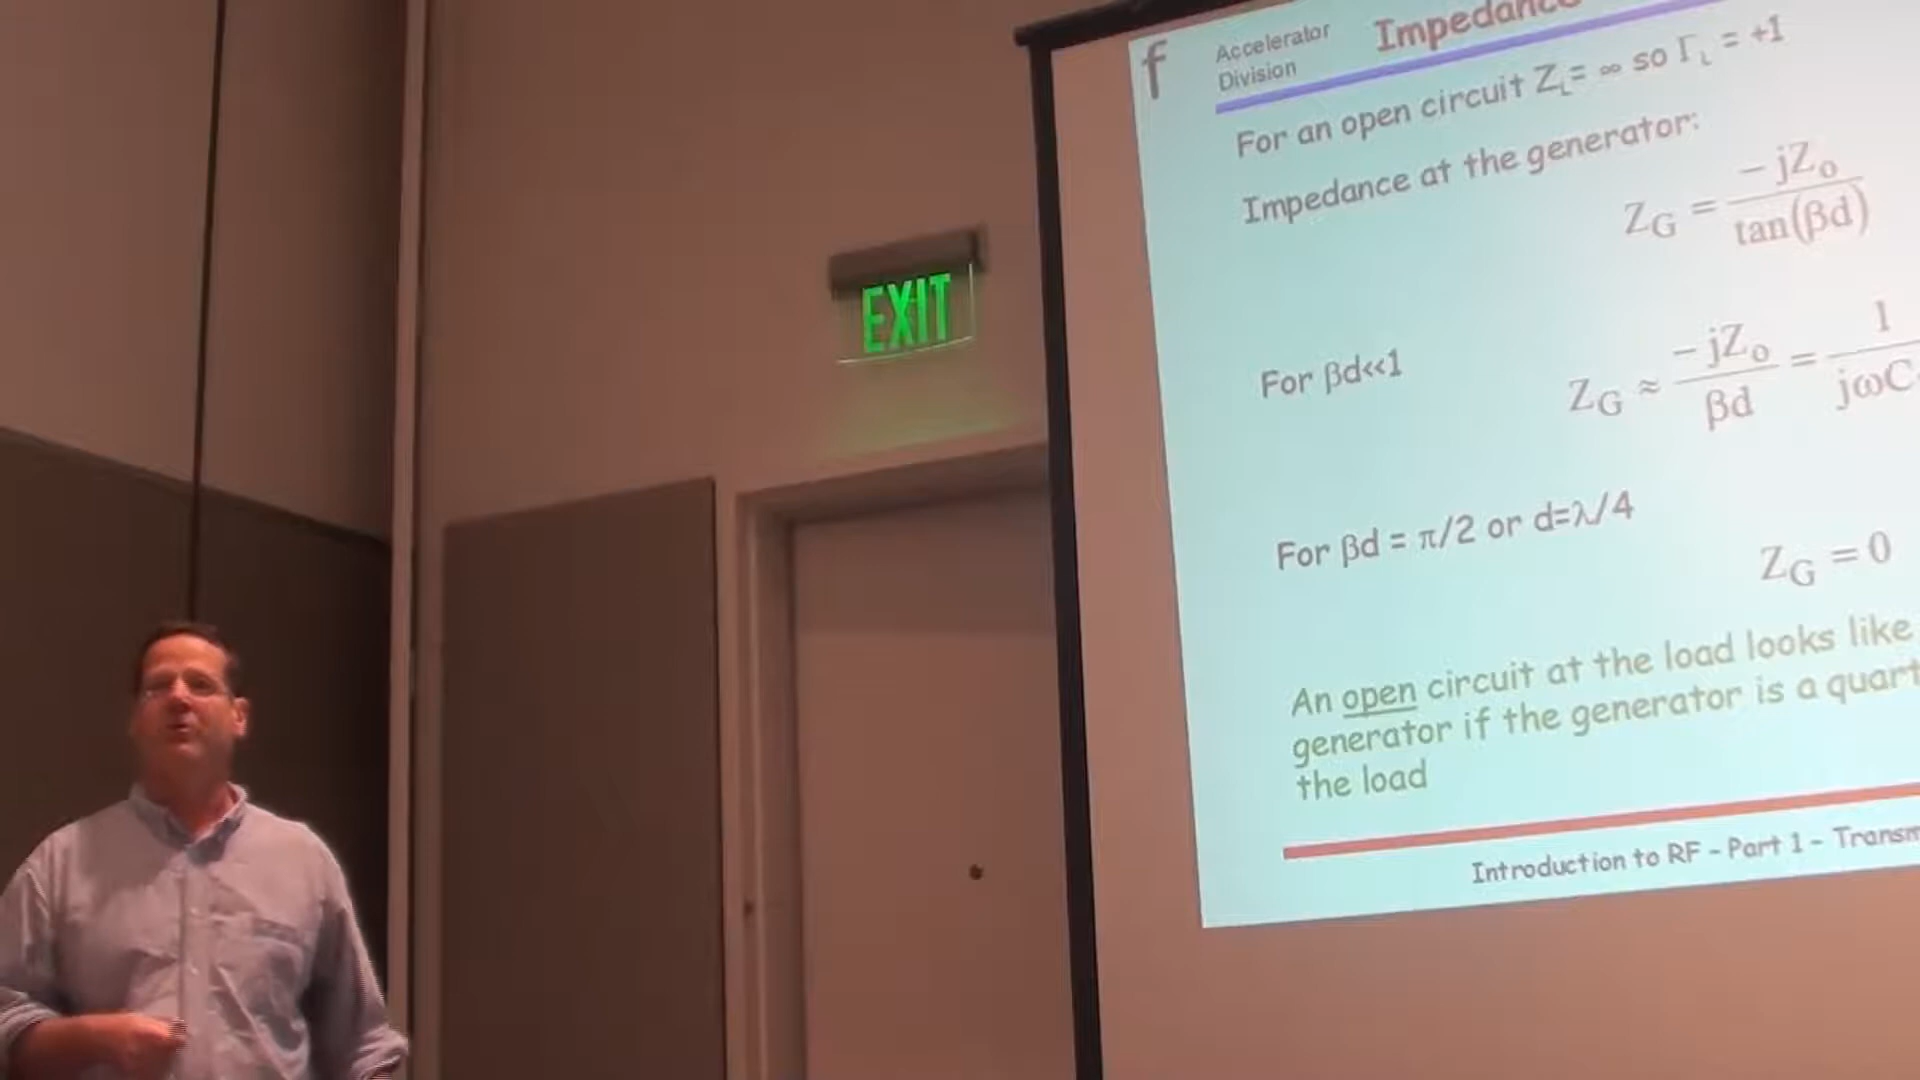 f
Accelerator
Division
Impedance
For an open circuit Z_L = ∞ so Γ_L = +1
Impedance at the generator:
Z_G = -jZ_o / tan(βd)
For βd<<1
Z_G ≈ -jZ_o / βd = 1 / jωC
For βd = π/2 or d=λ/4
Z_G = 0
An open circuit at the load looks like
generator if the generator is a quart
the load
Introduction to RF - Part 1 - Transm
EXIT